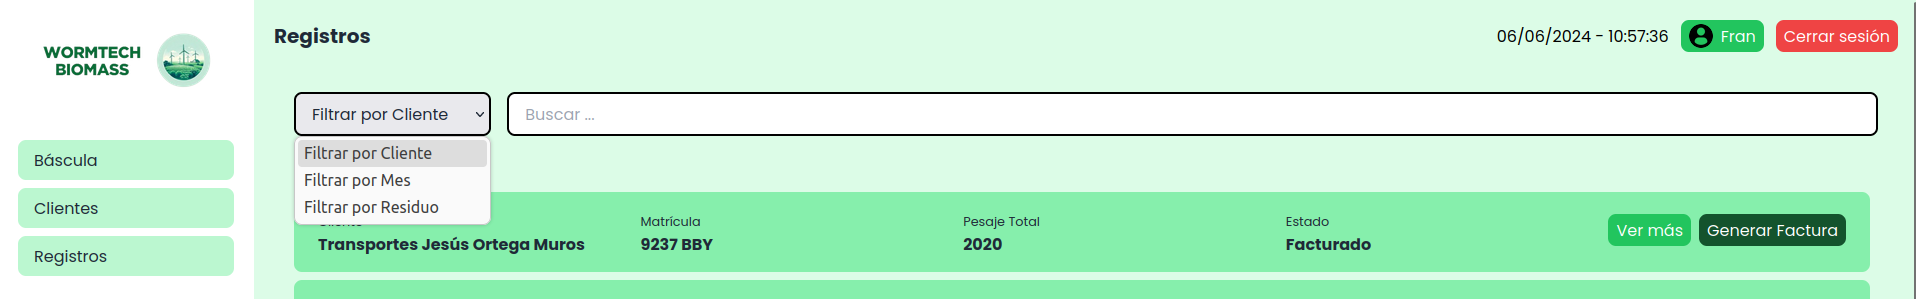 WORMTECH
BIOMASS
Báscula
Clientes
Registros
Registros
06/06/2024 - 10:57:36
Fran
Cerrar sesión
Filtrar por Cliente
Buscar ...
Filtrar por Cliente
Filtrar por Mes
Filtrar por Residuo
Cliente
Transportes Jesús Ortega Muros
Matrícula
9237 BBY
Pesaje Total
2020
Estado
Facturado
Ver más
Generar Factura